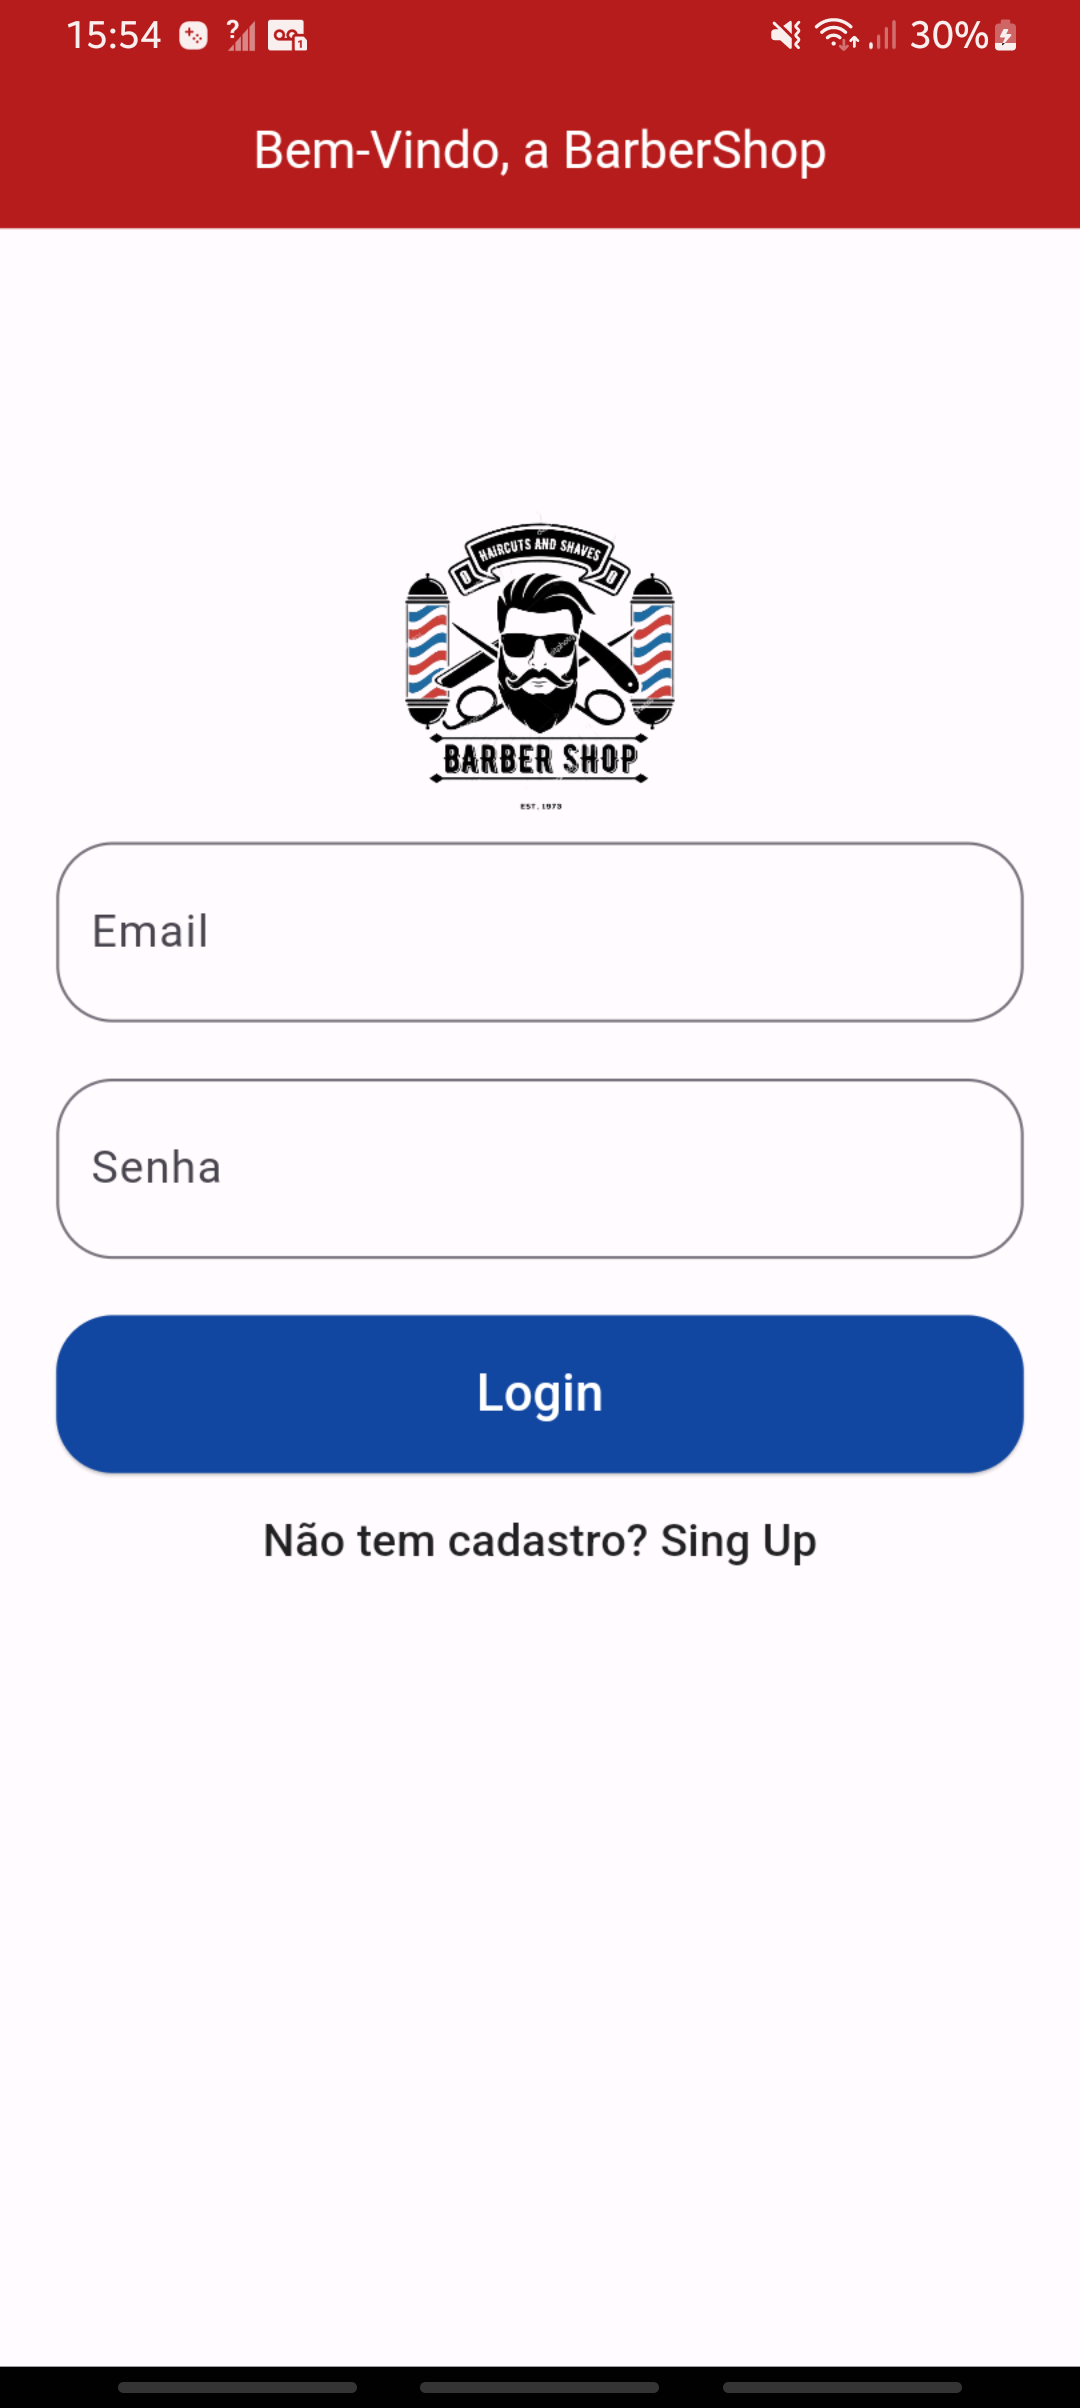 15:54
30%
Bem-Vindo, a BarberShop
HAIRCUTS AND SHAVES
BARBER SHOP
EST. 1973
Email
Senha
Login
Não tem cadastro? Sing Up